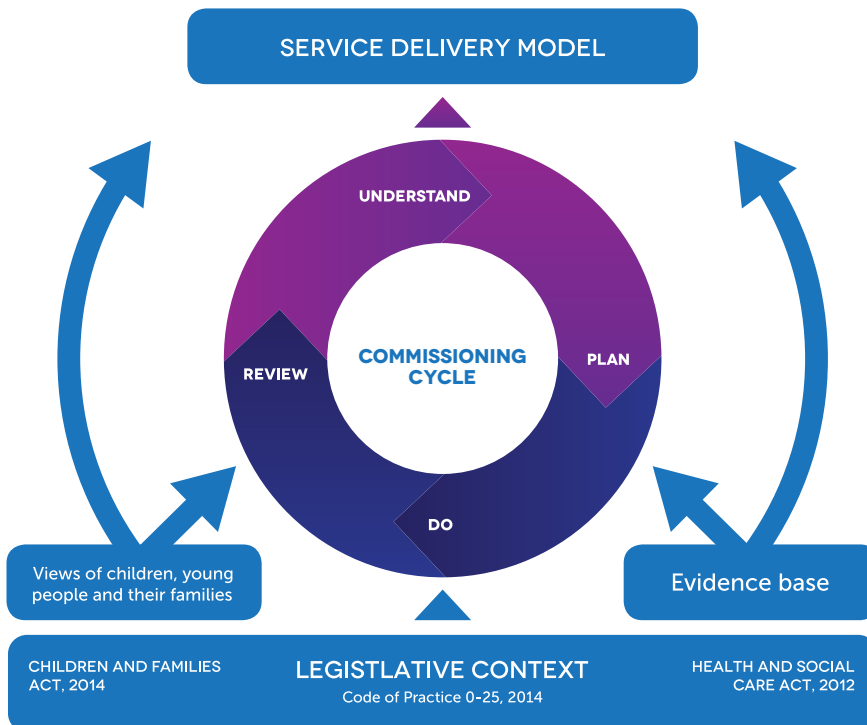 SERVICE DELIVERY MODEL
UNDERSTAND
COMMISSIONING
CYCLE
PLAN
REVIEW
DO
Views of children, young
people and their families
Evidence base
CHILDREN AND FAMILIES
ACT, 2014
LEGISTLATIVE CONTEXT
Code of Practice 0-25, 2014
HEALTH AND SOCIAL
CARE ACT, 2012